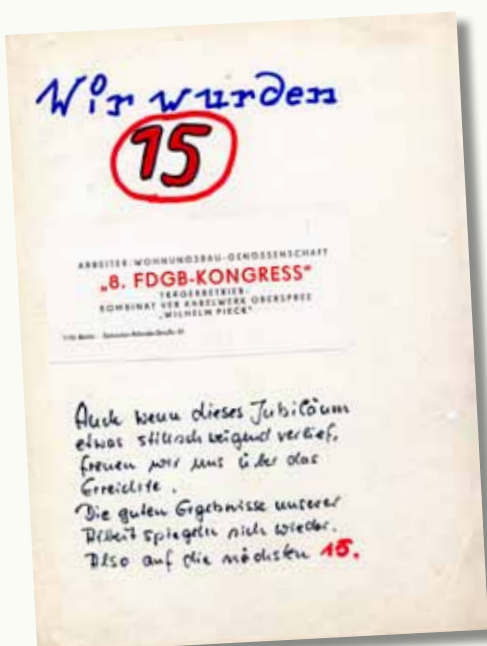 Wir wurden
15
ARBEITER-WOHNUNGSBAU-GENOSSENSCHAFT
„8. FDGB-KONGRESS“
TRÄGERBETRIEB:
KOMBINAT VEB KABELWERK OBERSPREE
„WILHELM PIECK“
Auch wenn dieses Jubiläum
etwas stillschweigend verlief,
freuen wir uns über das
Erreichte.
Die guten Ergebnisse unserer
Arbeit spiegeln sich wieder.
Also auf die nächsten 15.